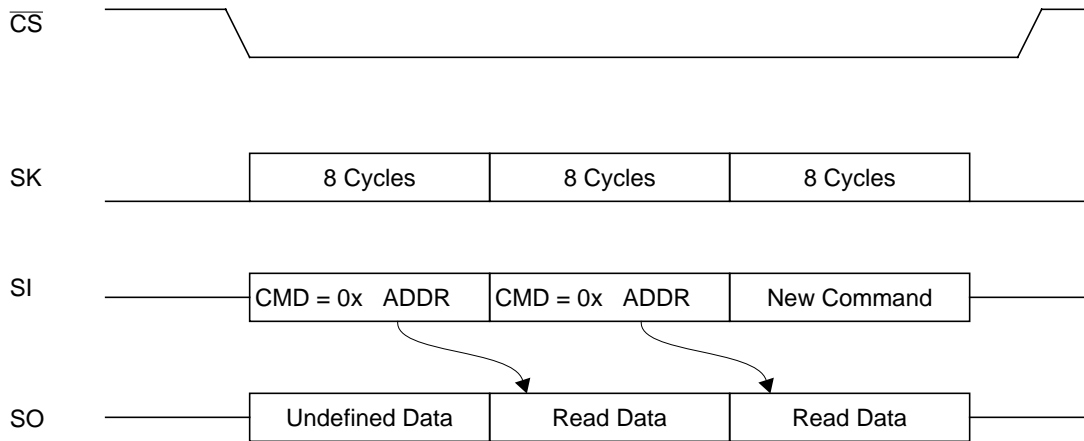 CS
SK
8 Cycles 8 Cycles 8 Cycles
SI
CMD = 0x ADDR CMD = 0x ADDR New Command
SO
Undefined Data Read Data Read Data